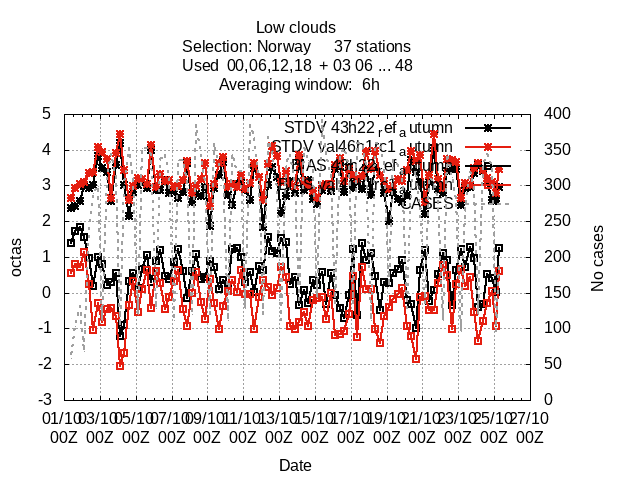 Low clouds
Selection: Norway 37 stations
Used 00,06,12,18 + 03 06 ... 48
Averaging window: 6h
5
4
3
2
1
0
-1
-2
-3
octas
400
350
300
250
200
150
100
50
0
No cases
STDV 43h22_ref_autumn
STDV val46h1rc1_autumn
CASES
01/10 03/10 05/10 07/10 09/10 11/10 13/10 15/10 17/10 19/10 21/10 23/10 25/10 27/10
00Z 00Z 00Z 00Z 00Z 00Z 00Z 00Z 00Z 00Z 00Z 00Z 00Z 00Z
Date